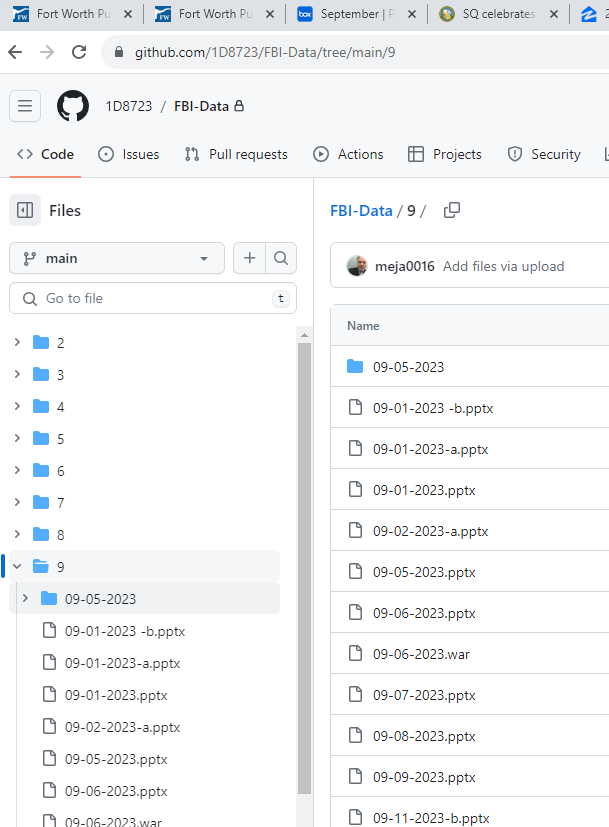 Fort Worth Pu
Fort Worth Pu
box
September | P
SQ celebrates
2
github.com/1D8723/FBI-Data/tree/main/9
1D8723 / FBI-Data
Code
Issues
Pull requests
Actions
Projects
Security
Files
main
Go to file
t
2
3
4
5
6
7
8
9
09-05-2023
09-01-2023 -b.pptx
09-01-2023-a.pptx
09-01-2023.pptx
09-02-2023-a.pptx
09-05-2023.pptx
09-06-2023.pptx
09-06-2023.war
FBI-Data / 9 /
meja0016 Add files via upload
Name
09-05-2023
09-01-2023 -b.pptx
09-01-2023-a.pptx
09-01-2023.pptx
09-02-2023-a.pptx
09-05-2023.pptx
09-06-2023.pptx
09-06-2023.war
09-07-2023.pptx
09-08-2023.pptx
09-09-2023.pptx
09-11-2023-b.pptx